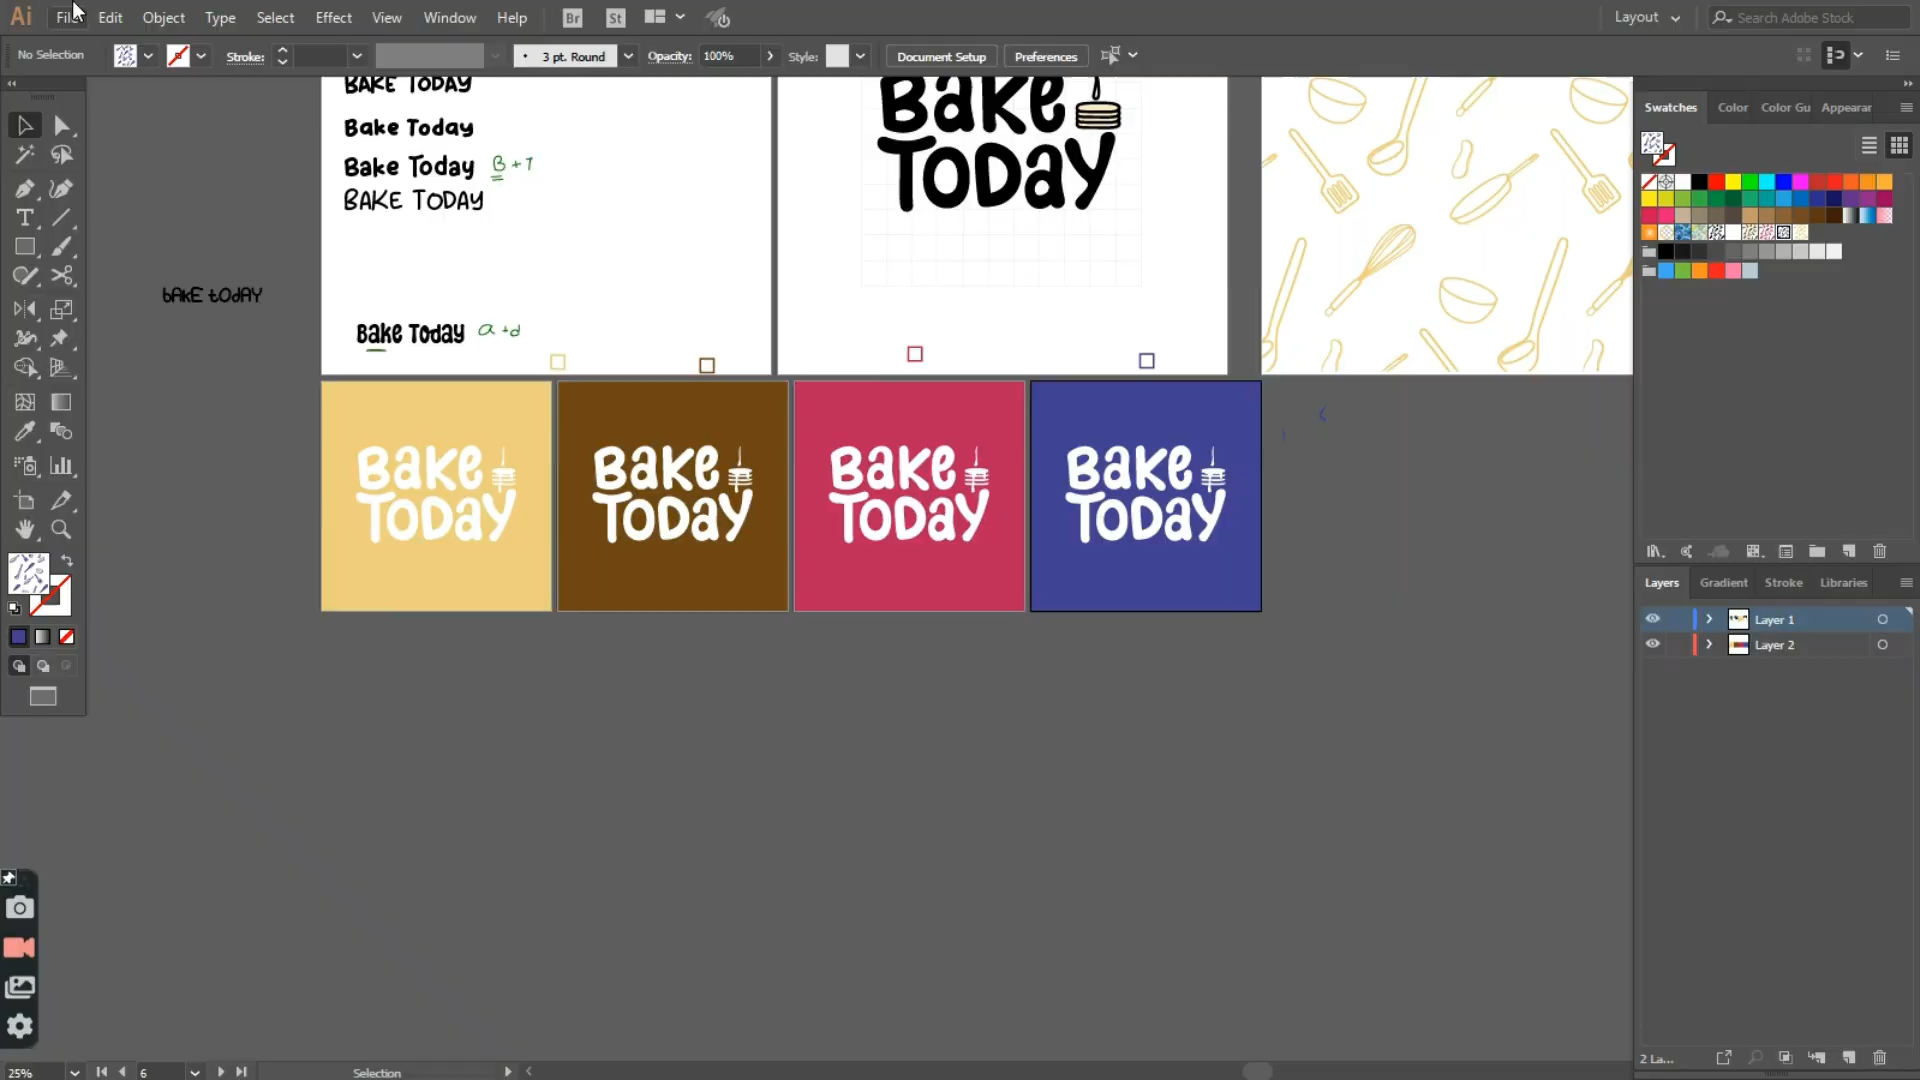 Ai File Edit Object Type Select Effect View Window Help Br St Layout Search Adobe Stock
No Selection Stroke: 3 pt. Round Opacity: 100% Style: Document Setup Preferences
Swatches Color Color Gu Appearar
BAKE TODAY
Bake Today
Bake Today B + T
BAKE TODAY
bAKE tODAY
Bake Today a + d
Bake
Today
Bake
Today
Bake
Today
Bake
Today
Bake
Today
Layers Gradient Stroke Libraries
Layer 1
Layer 2
2 La...
25% 6 Selection